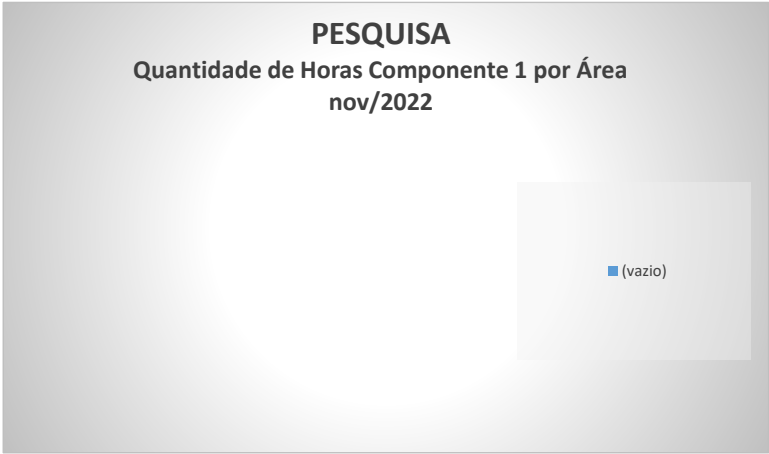 PESQUISA
Quantidade de Horas Componente 1 por Área
nov/2022
(vazio)